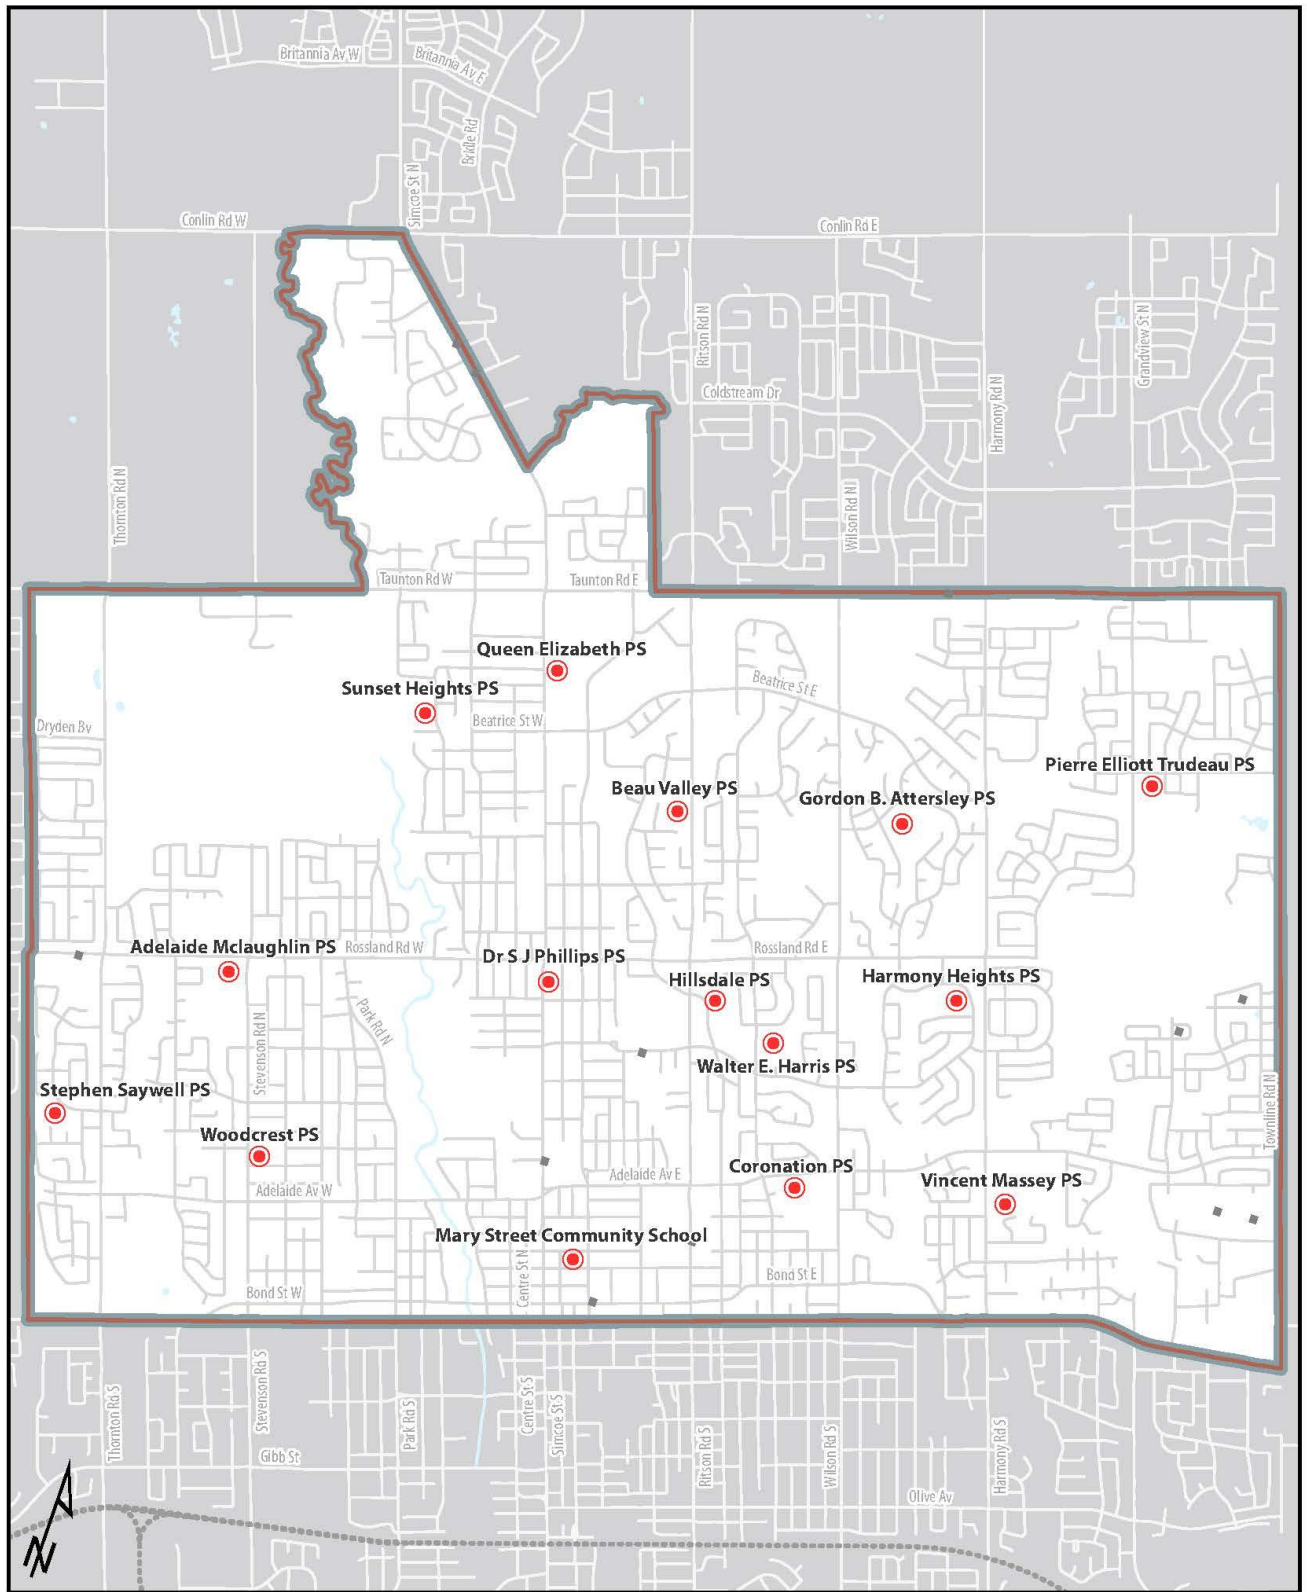 Britannia Av W
Britannia Av E
Bridle Rd
Simcoe St N
Conlin Rd W
Conlin Rd E
Ritson Rd N
Grandview St N
Coldstream Dr
Harmony Rd N
Thornton Rd N
Wilson Rd N
Taunton Rd W
Taunton Rd E
Queen Elizabeth PS
Sunset Heights PS
Beatrice St E
Beatrice St W
Dryden Bv
Pierre Elliott Trudeau PS
Beau Valley PS
Gordon B. Attersley PS
Adelaide Mclaughlin PS
Rossland Rd W
Rossland Rd E
Dr S J Phillips PS
Hillsdale PS
Harmony Heights PS
Park Rd N
Stevenson Rd N
Walter E. Harris PS
Stephen Saywell PS
Townline Rd N
Woodcrest PS
Coronation PS
Adelaide Av E
Vincent Massey PS
Adelaide Av W
Mary Street Community School
Centre St N
Bond St E
Bond St W
Thornton Rd S
Stevenson Rd S
Park Rd S
Centre St S
Simcoe St S
Ritson Rd S
Wilson Rd S
Harmony Rd S
Gibb St
Olive Av
N